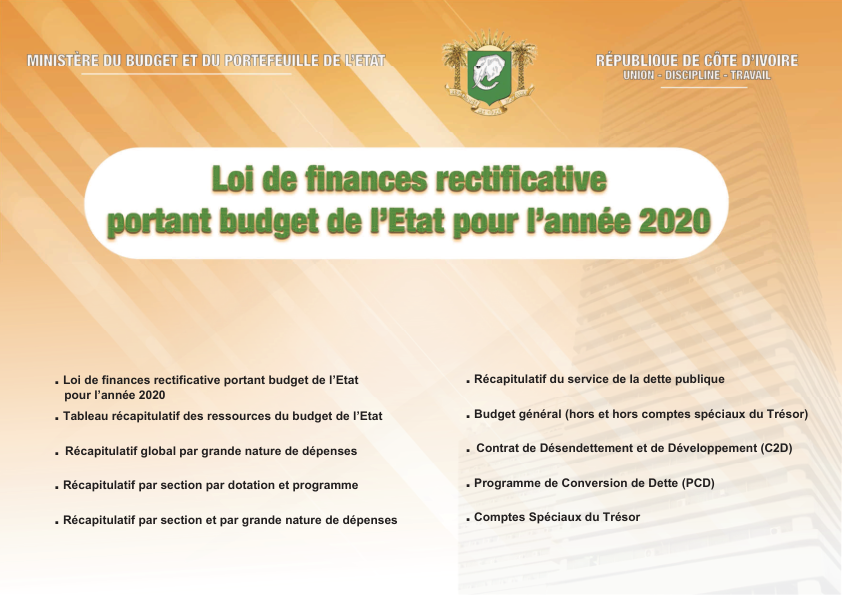 MINISTÈRE DU BUDGET ET DU PORTEFEUILLE DE L'ETAT
RÉPUBLIQUE DE CÔTE D'IVOIRE
UNION - DISCIPLINE - TRAVAIL
Loi de finances rectificative
portant budget de l'Etat pour l'année 2020
. Loi de finances rectificative portant budget de l'Etat
pour l'année 2020
. Tableau récapitulatif des ressources du budget de l'Etat
. Récapitulatif global par grande nature de dépenses
. Récapitulatif par section par dotation et programme
. Récapitulatif par section et par grande nature de dépenses
. Récapitulatif du service de la dette publique
. Budget général (hors et hors comptes spéciaux du Trésor)
. Contrat de Désendettement et de Développement (C2D)
. Programme de Conversion de Dette (PCD)
. Comptes Spéciaux du Trésor